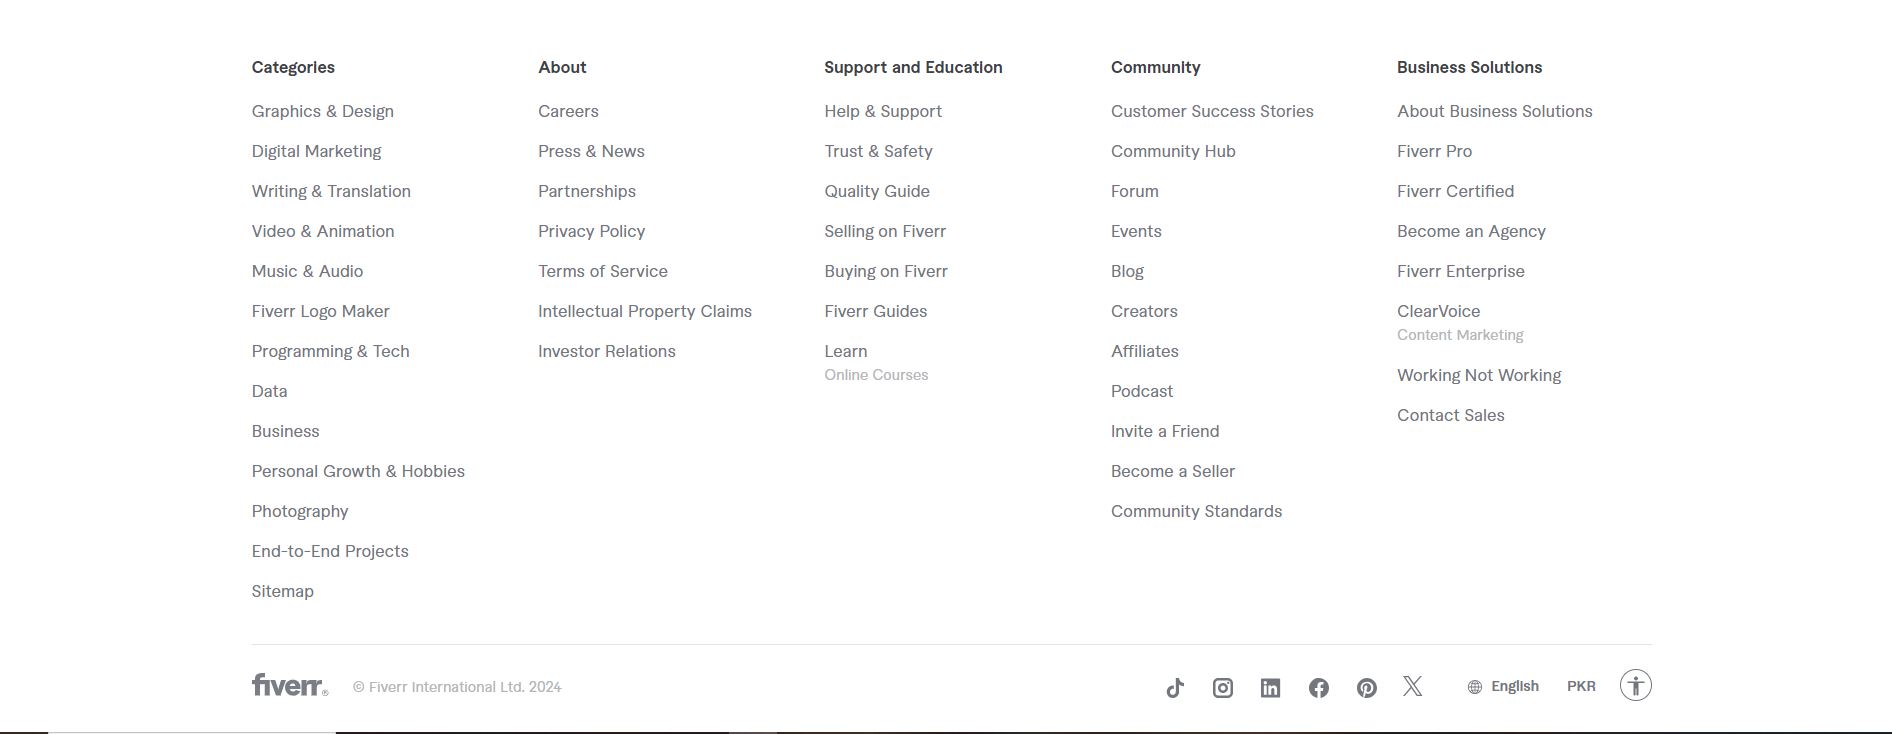 Categories
Graphics & Design
Digital Marketing
Writing & Translation
Video & Animation
Music & Audio
Fiverr Logo Maker
Programming & Tech
Data
Business
Personal Growth & Hobbies
Photography
End-to-End Projects
Sitemap
About
Careers
Press & News
Partnerships
Privacy Policy
Terms of Service
Intellectual Property Claims
Investor Relations
Support and Education
Help & Support
Trust & Safety
Quality Guide
Selling on Fiverr
Buying on Fiverr
Fiverr Guides
Learn
Online Courses
Community
Customer Success Stories
Community Hub
Forum
Events
Blog
Creators
Affiliates
Podcast
Invite a Friend
Become a Seller
Community Standards
Business Solutions
About Business Solutions
Fiverr Pro
Fiverr Certified
Become an Agency
Fiverr Enterprise
ClearVoice
Content Marketing
Working Not Working
Contact Sales
fiverr® © Fiverr International Ltd. 2024 English PKR